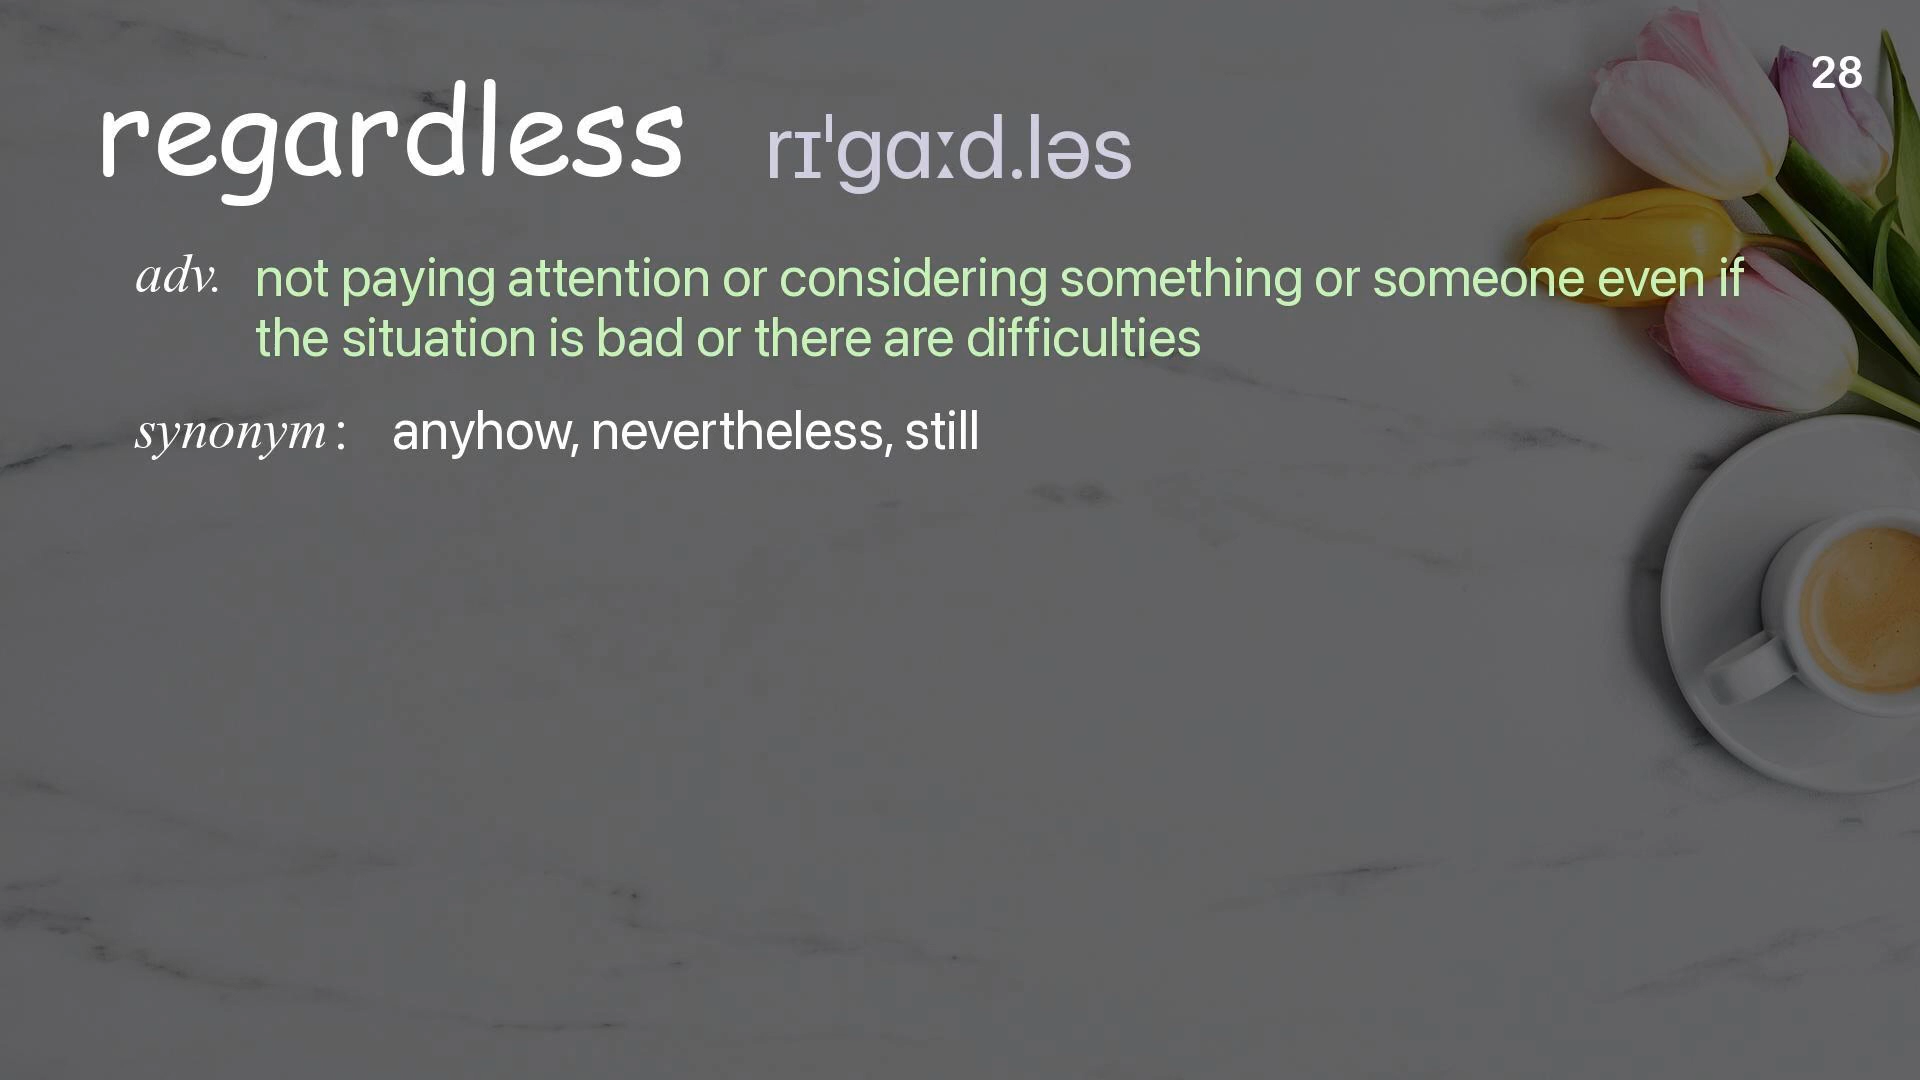 28
regardless rɪˈɡɑːd.ləs
adv. not paying attention or considering something or someone even if
the situation is bad or there are difficulties
synonym : anyhow, nevertheless, still